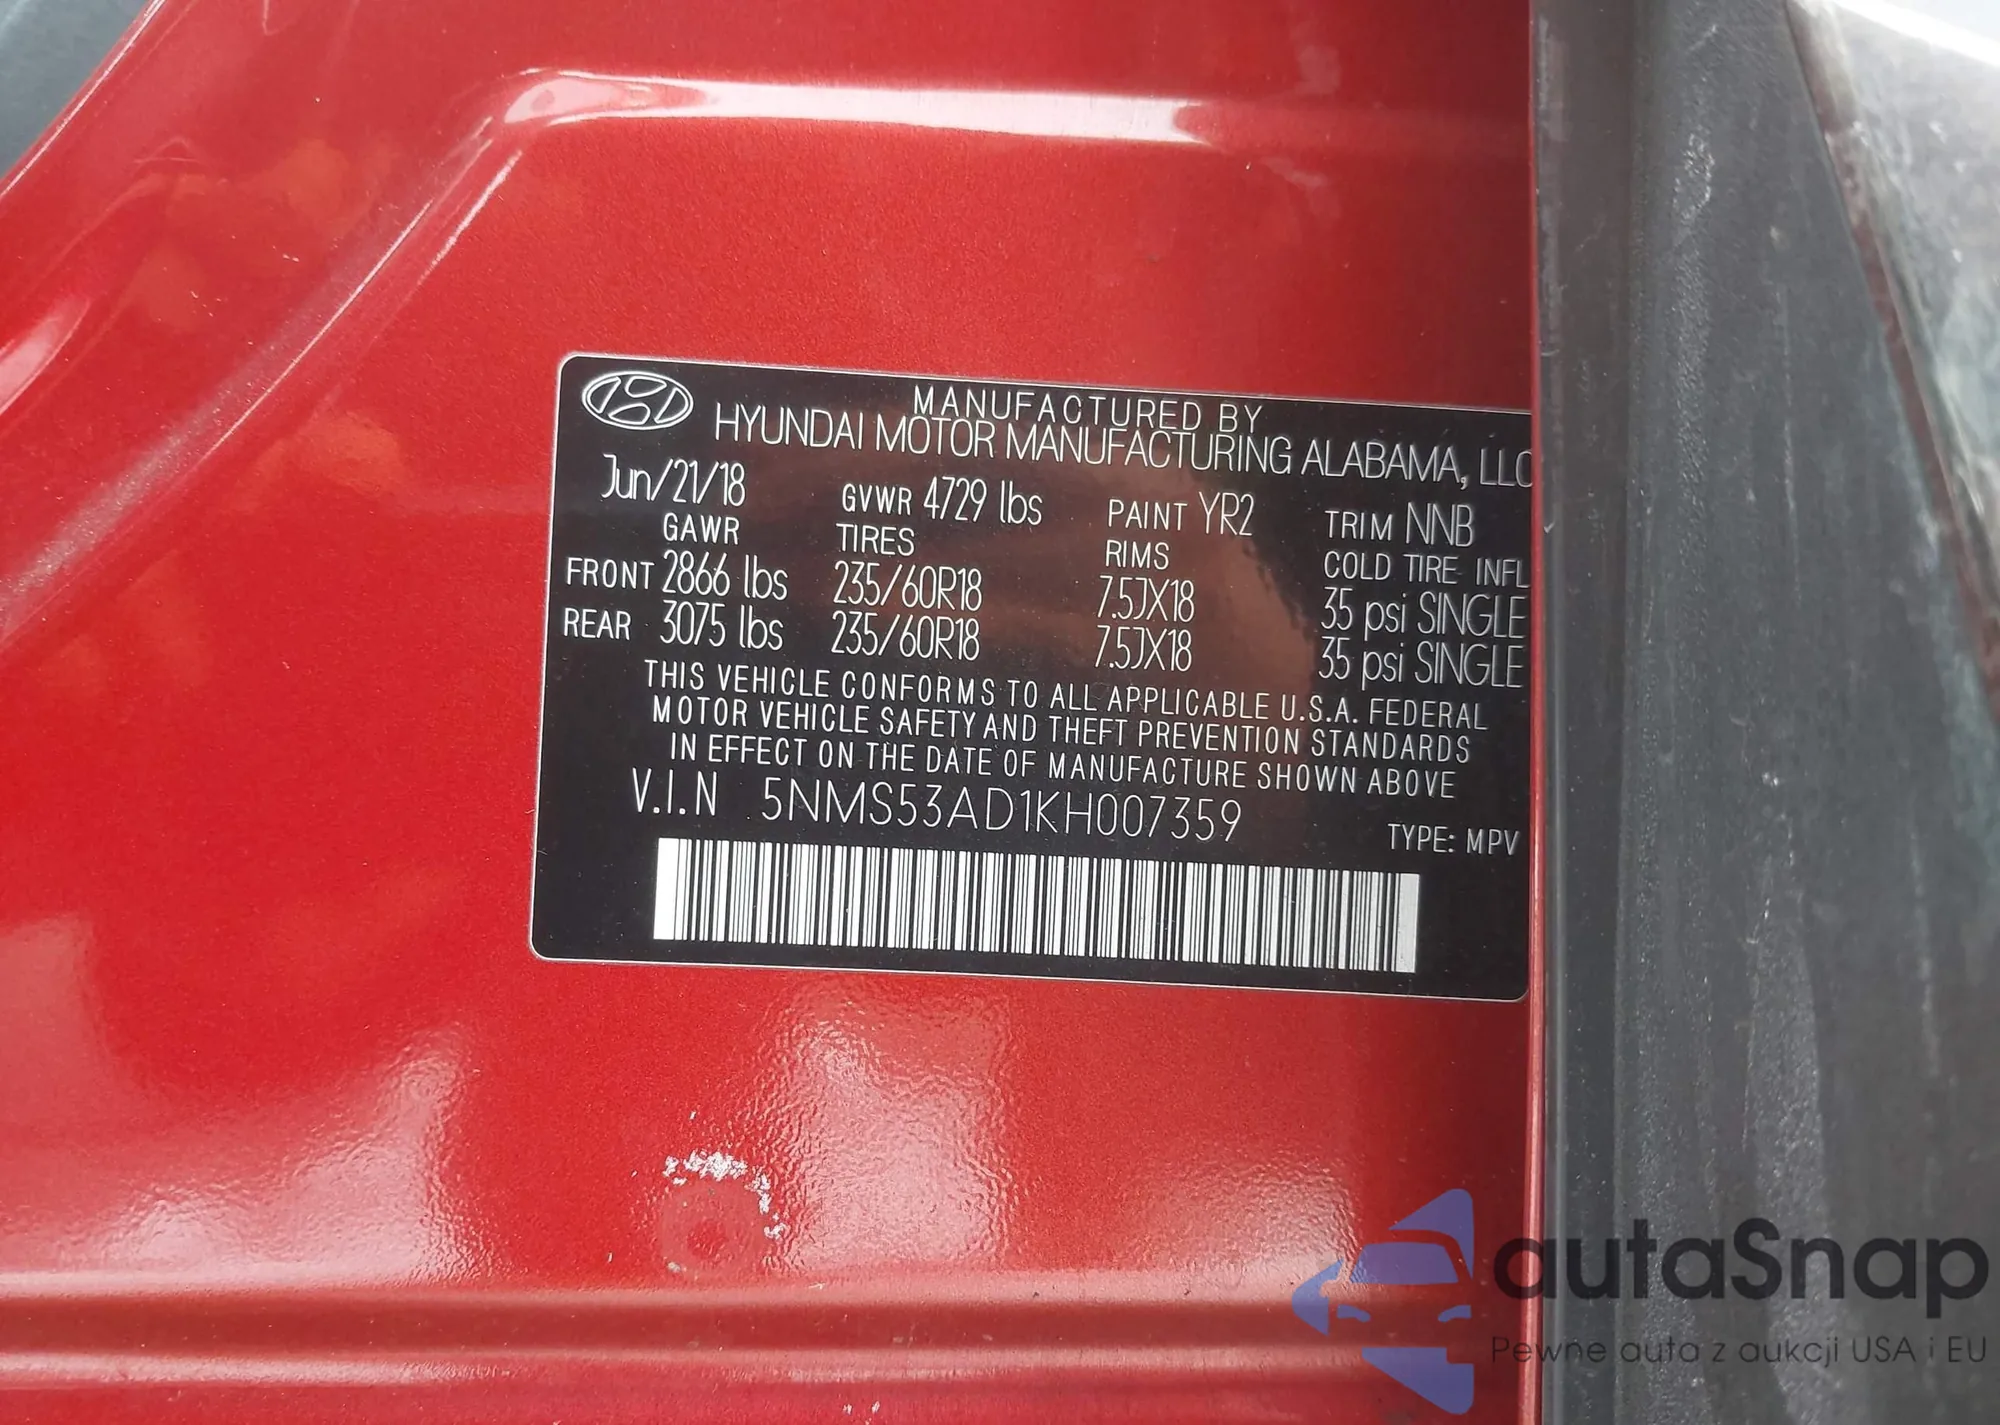 MANUFACTURED BY
HYUNDAI MOTOR MANUFACTURING ALABAMA, LLC
Jun/21/18 GVWR 4729 lbs PAINT YR2 TRIM NNB
GAWR TIRES RIMS COLD TIRE INFL
FRONT 2866 lbs 235/60R18 7.5JX18 35 psi SINGLE
REAR 3075 lbs 235/60R18 7.5JX18 35 psi SINGLE
THIS VEHICLE CONFORMS TO ALL APPLICABLE U.S.A. FEDERAL
MOTOR VEHICLE SAFETY AND THEFT PREVENTION STANDARDS
IN EFFECT ON THE DATE OF MANUFACTURE SHOWN ABOVE
V.I.N 5NMS53AD1KH007359
TYPE: MPV
autaSnap
Pewne auta z aukcji USA i EU